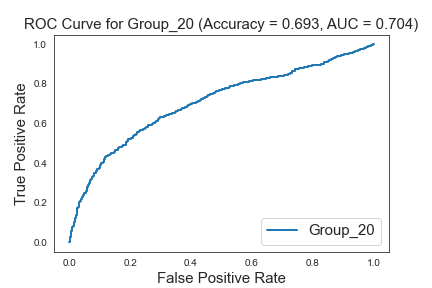 ROC Curve for Group_20 (Accuracy = 0.693, AUC = 0.704)
1.0
0.8
0.6
0.4
0.2
0.0
True Positive Rate
Group_20
0.0 0.2 0.4 0.6 0.8 1.0
False Positive Rate